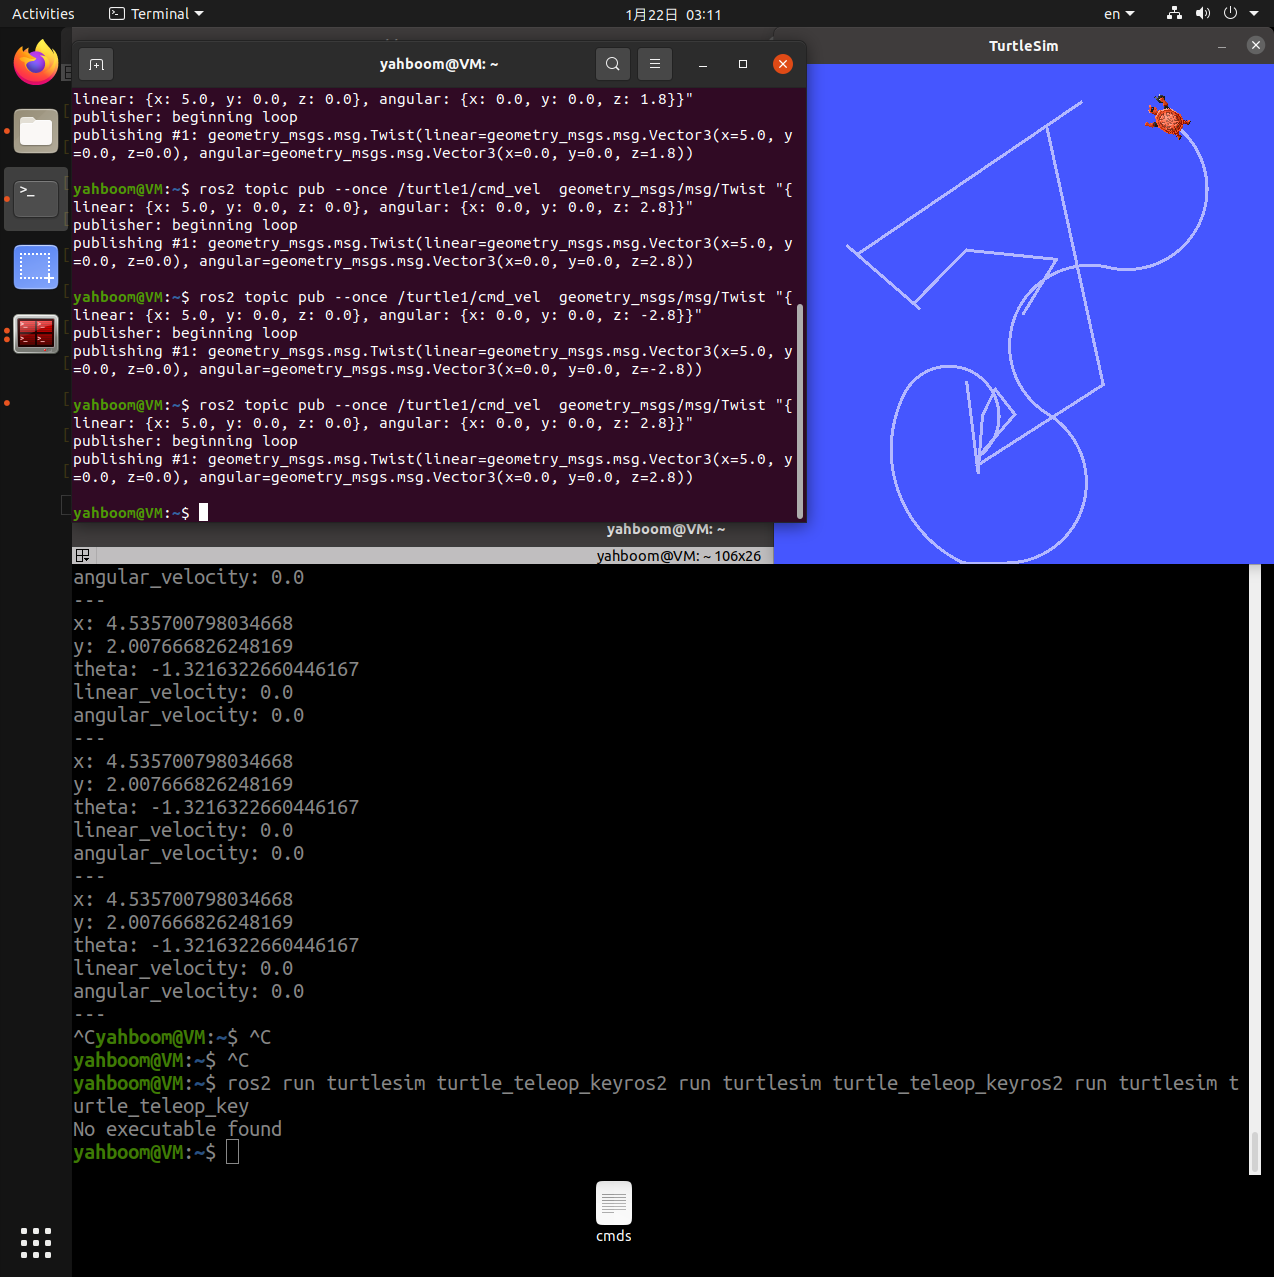 Activities
Terminal
1月22日 03:11
en
yahboom@VM: ~
TurtleSim
linear: {x: 5.0, y: 0.0, z: 0.0}, angular: {x: 0.0, y: 0.0, z: 1.8}}"
publisher: beginning loop
publishing #1: geometry_msgs.msg.Twist(linear=geometry_msgs.msg.Vector3(x=5.0, y
=0.0, z=0.0), angular=geometry_msgs.msg.Vector3(x=0.0, y=0.0, z=1.8))
yahboom@VM:~$ ros2 topic pub --once /turtle1/cmd_vel  geometry_msgs/msg/Twist "{
linear: {x: 5.0, y: 0.0, z: 0.0}, angular: {x: 0.0, y: 0.0, z: 2.8}}"
publisher: beginning loop
publishing #1: geometry_msgs.msg.Twist(linear=geometry_msgs.msg.Vector3(x=5.0, y
=0.0, z=0.0), angular=geometry_msgs.msg.Vector3(x=0.0, y=0.0, z=2.8))
yahboom@VM:~$ ros2 topic pub --once /turtle1/cmd_vel  geometry_msgs/msg/Twist "{
linear: {x: 5.0, y: 0.0, z: 0.0}, angular: {x: 0.0, y: 0.0, z: -2.8}}"
publisher: beginning loop
publishing #1: geometry_msgs.msg.Twist(linear=geometry_msgs.msg.Vector3(x=5.0, y
=0.0, z=0.0), angular=geometry_msgs.msg.Vector3(x=0.0, y=0.0, z=-2.8))
yahboom@VM:~$ ros2 topic pub --once /turtle1/cmd_vel  geometry_msgs/msg/Twist "{
linear: {x: 5.0, y: 0.0, z: 0.0}, angular: {x: 0.0, y: 0.0, z: 2.8}}"
publisher: beginning loop
publishing #1: geometry_msgs.msg.Twist(linear=geometry_msgs.msg.Vector3(x=5.0, y
=0.0, z=0.0), angular=geometry_msgs.msg.Vector3(x=0.0, y=0.0, z=2.8))
yahboom@VM:~$
yahboom@VM: ~
yahboom@VM: ~ 106x26
angular_velocity: 0.0
---
x: 4.535700798034668
y: 2.007666826248169
theta: -1.3216322660446167
linear_velocity: 0.0
angular_velocity: 0.0
---
x: 4.535700798034668
y: 2.007666826248169
theta: -1.3216322660446167
linear_velocity: 0.0
angular_velocity: 0.0
---
x: 4.535700798034668
y: 2.007666826248169
theta: -1.3216322660446167
linear_velocity: 0.0
angular_velocity: 0.0
---
^Cyahboom@VM:~$ ^C
yahboom@VM:~$ ^C
yahboom@VM:~$ ros2 run turtlesim turtle_teleop_keyros2 run turtlesim turtle_teleop_keyros2 run turtlesim t
urtle_teleop_key
No executable found
yahboom@VM:~$
cmds